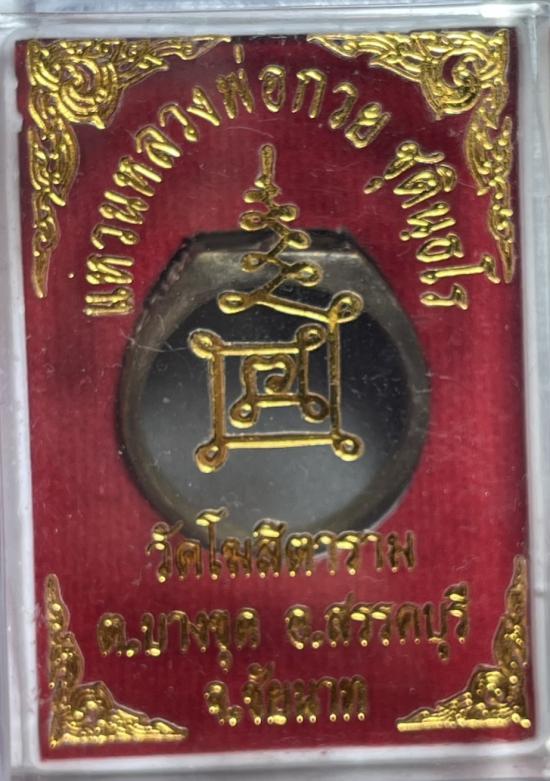 แหวนหลวงพ่อกวย ชุตินฺธโร
วัดโฆสิตาราม
ต.บางขุด อ.สรรคบุรี
จ.ชัยนาท